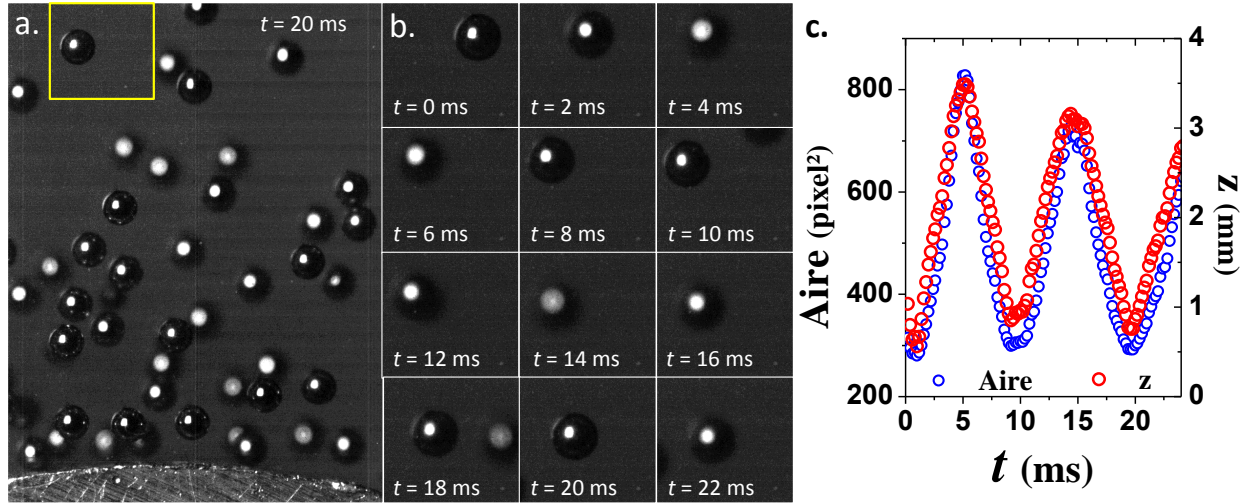 a.
t = 20 ms
b.
t = 0 ms
t = 2 ms
t = 4 ms
t = 6 ms
t = 8 ms
t = 10 ms
t = 12 ms
t = 14 ms
t = 16 ms
t = 18 ms
t = 20 ms
t = 22 ms
c.
Aire (pixel²)
800
600
400
200
4
3
2
1
0
z (mm)
Aire
z
0
5
10
15
20
t (ms)